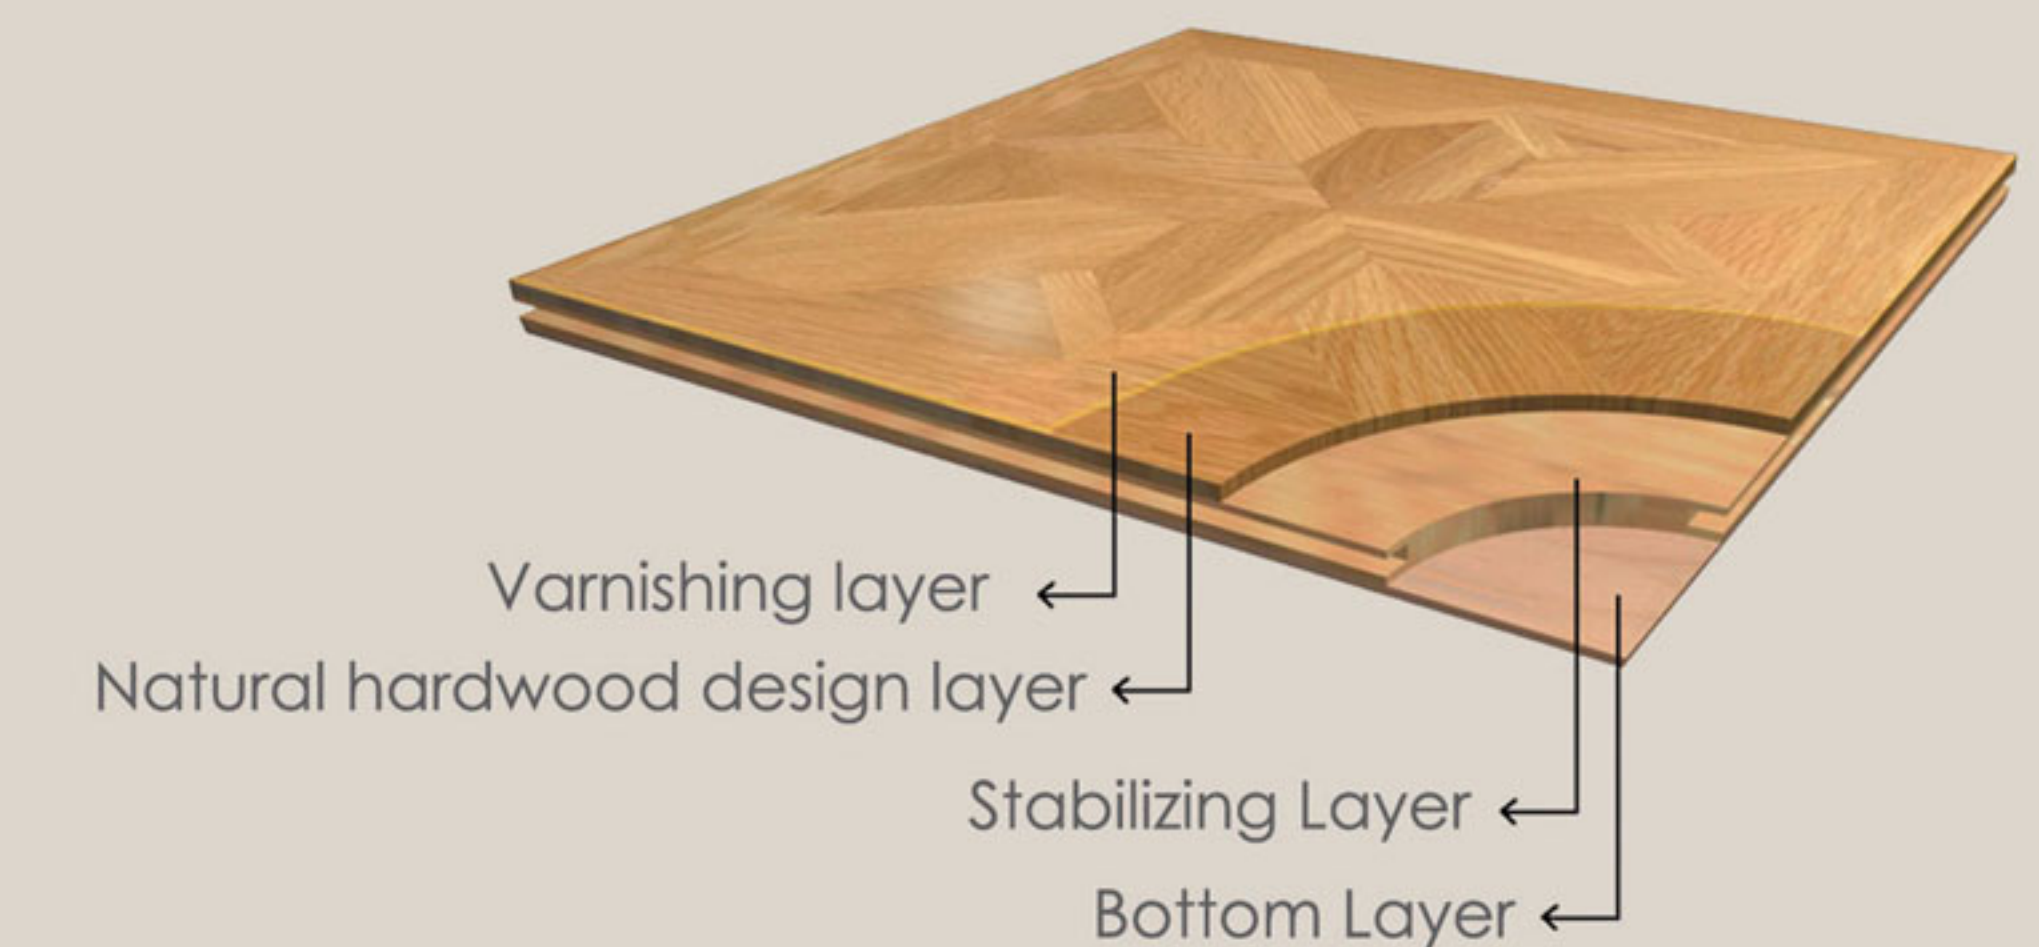 Varnishing layer
Natural hardwood design layer
Stabilizing Layer
Bottom Layer